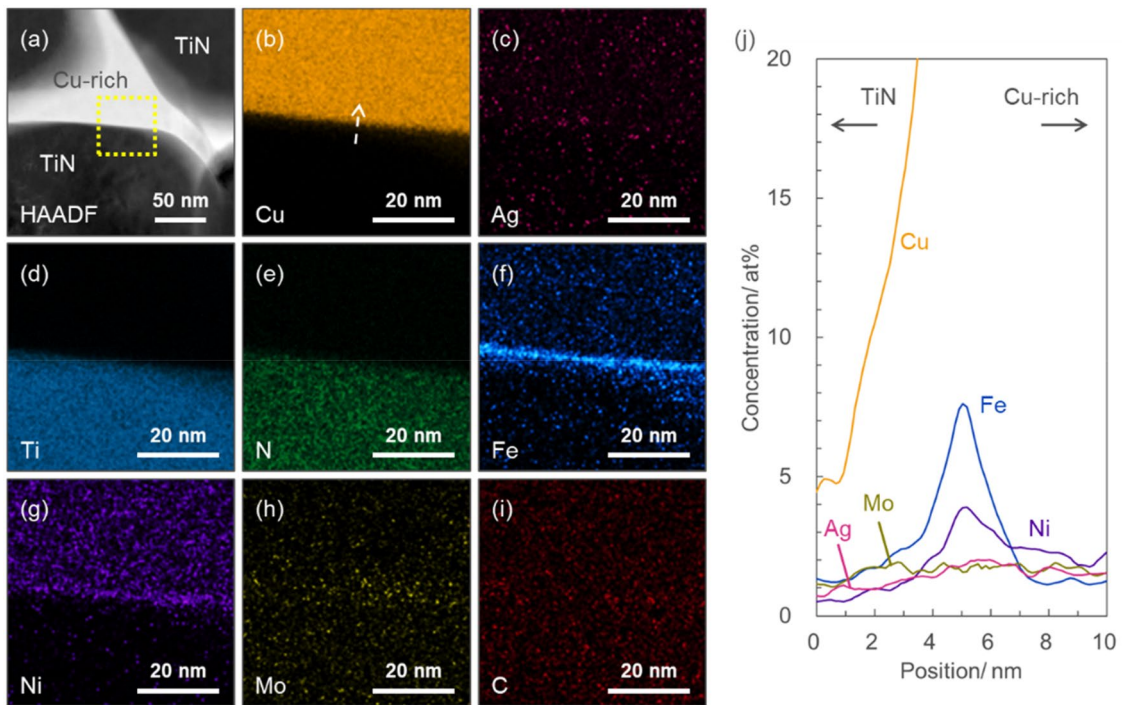 (a)
TiN
Cu-rich
TiN
50 nm
HAADF
(b)
20 nm
Cu
(c)
20 nm
Ag
(d)
20 nm
Ti
(e)
20 nm
N
(f)
20 nm
Fe
(g)
20 nm
Ni
(h)
20 nm
Mo
(i)
20 nm
C
(j)
20
15
10
5
0
Concentration/ at%
TiN
Cu-rich
Cu
Fe
Mo
Ag
Ni
0 2 4 6 8 10
Position/ nm